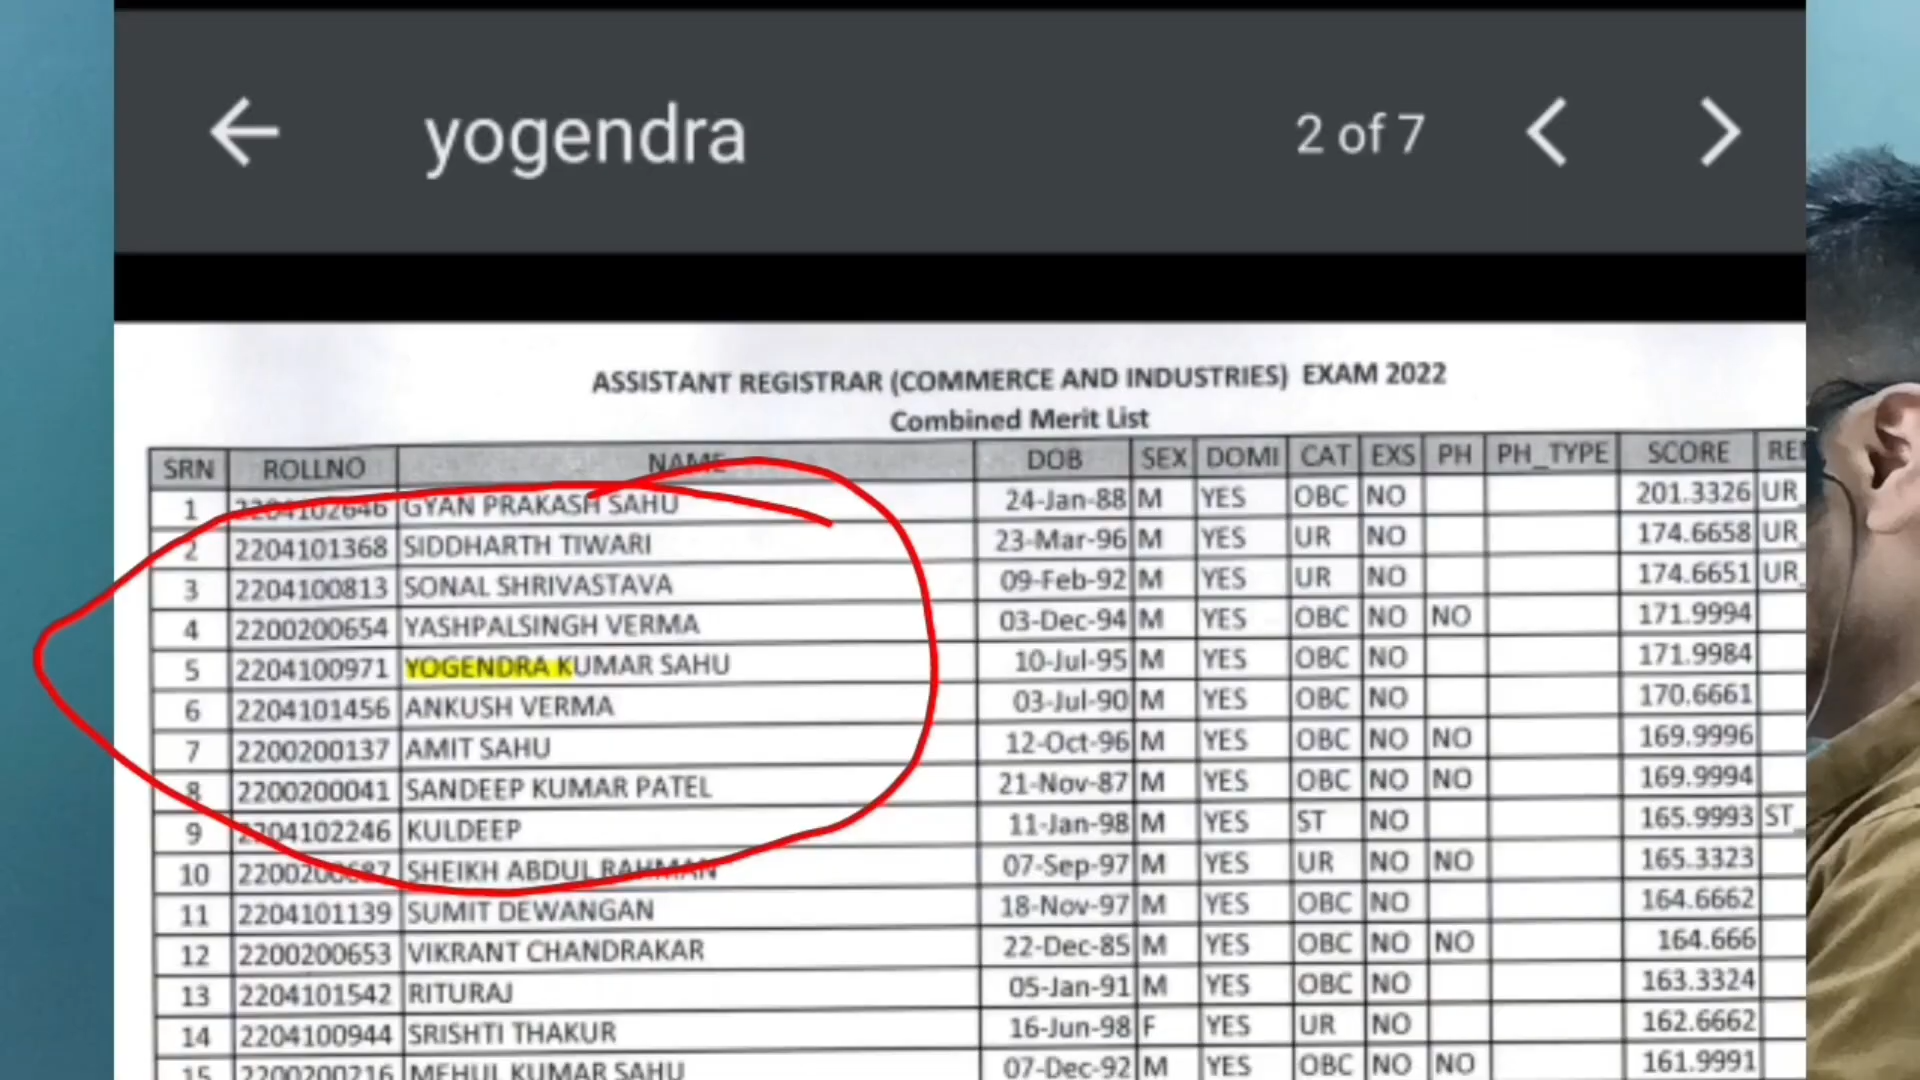 yogendra 2 of 7
ASSISTANT REGISTRAR (COMMERCE AND INDUSTRIES) EXAM 2022
Combined Merit List
SRN ROLLNO NAME DOB SEX DOMI CAT EXS PH PH_TYPE SCORE
1 2204102646 GYAN PRAKASH SAHU 24-Jan-88 M YES OBC NO 201.3326 UR_
2 2204101368 SIDDHARTH TIWARI 23-Mar-96 M YES UR NO 174.6658 UR_
3 2204100813 SONAL SHRIVASTAVA 09-Feb-92 M YES UR NO 174.6651 UR_
4 2200200654 YASHPALSINGH VERMA 03-Dec-94 M YES OBC NO NO 171.9994
5 2204100971 YOGENDRA KUMAR SAHU 10-Jul-95 M YES OBC NO 171.9984
6 2204101456 ANKUSH VERMA 03-Jul-90 M YES OBC NO 170.6661
7 2200200137 AMIT SAHU 12-Oct-96 M YES OBC NO NO 169.9996
8 2200200041 SANDEEP KUMAR PATEL 21-Nov-87 M YES OBC NO NO 169.9994
9 2204102246 KULDEEP 11-Jan-98 M YES ST NO 165.9993 ST_
10 2200200687 SHEIKH ABDUL RAHMAN 07-Sep-97 M YES UR NO NO 165.3323
11 2204101139 SUMIT DEWANGAN 18-Nov-97 M YES OBC NO 164.6662
12 2200200653 VIKRANT CHANDRAKAR 22-Dec-85 M YES OBC NO NO 164.666
13 2204101542 RITURAJ 05-Jan-91 M YES OBC NO 163.3324
14 2204100944 SRISHTI THAKUR 16-Jun-98 F YES UR NO 162.6662
15 2200200216 MEHUL KUMAR SAHU 07-Dec-92 M YES OBC NO NO 161.9991